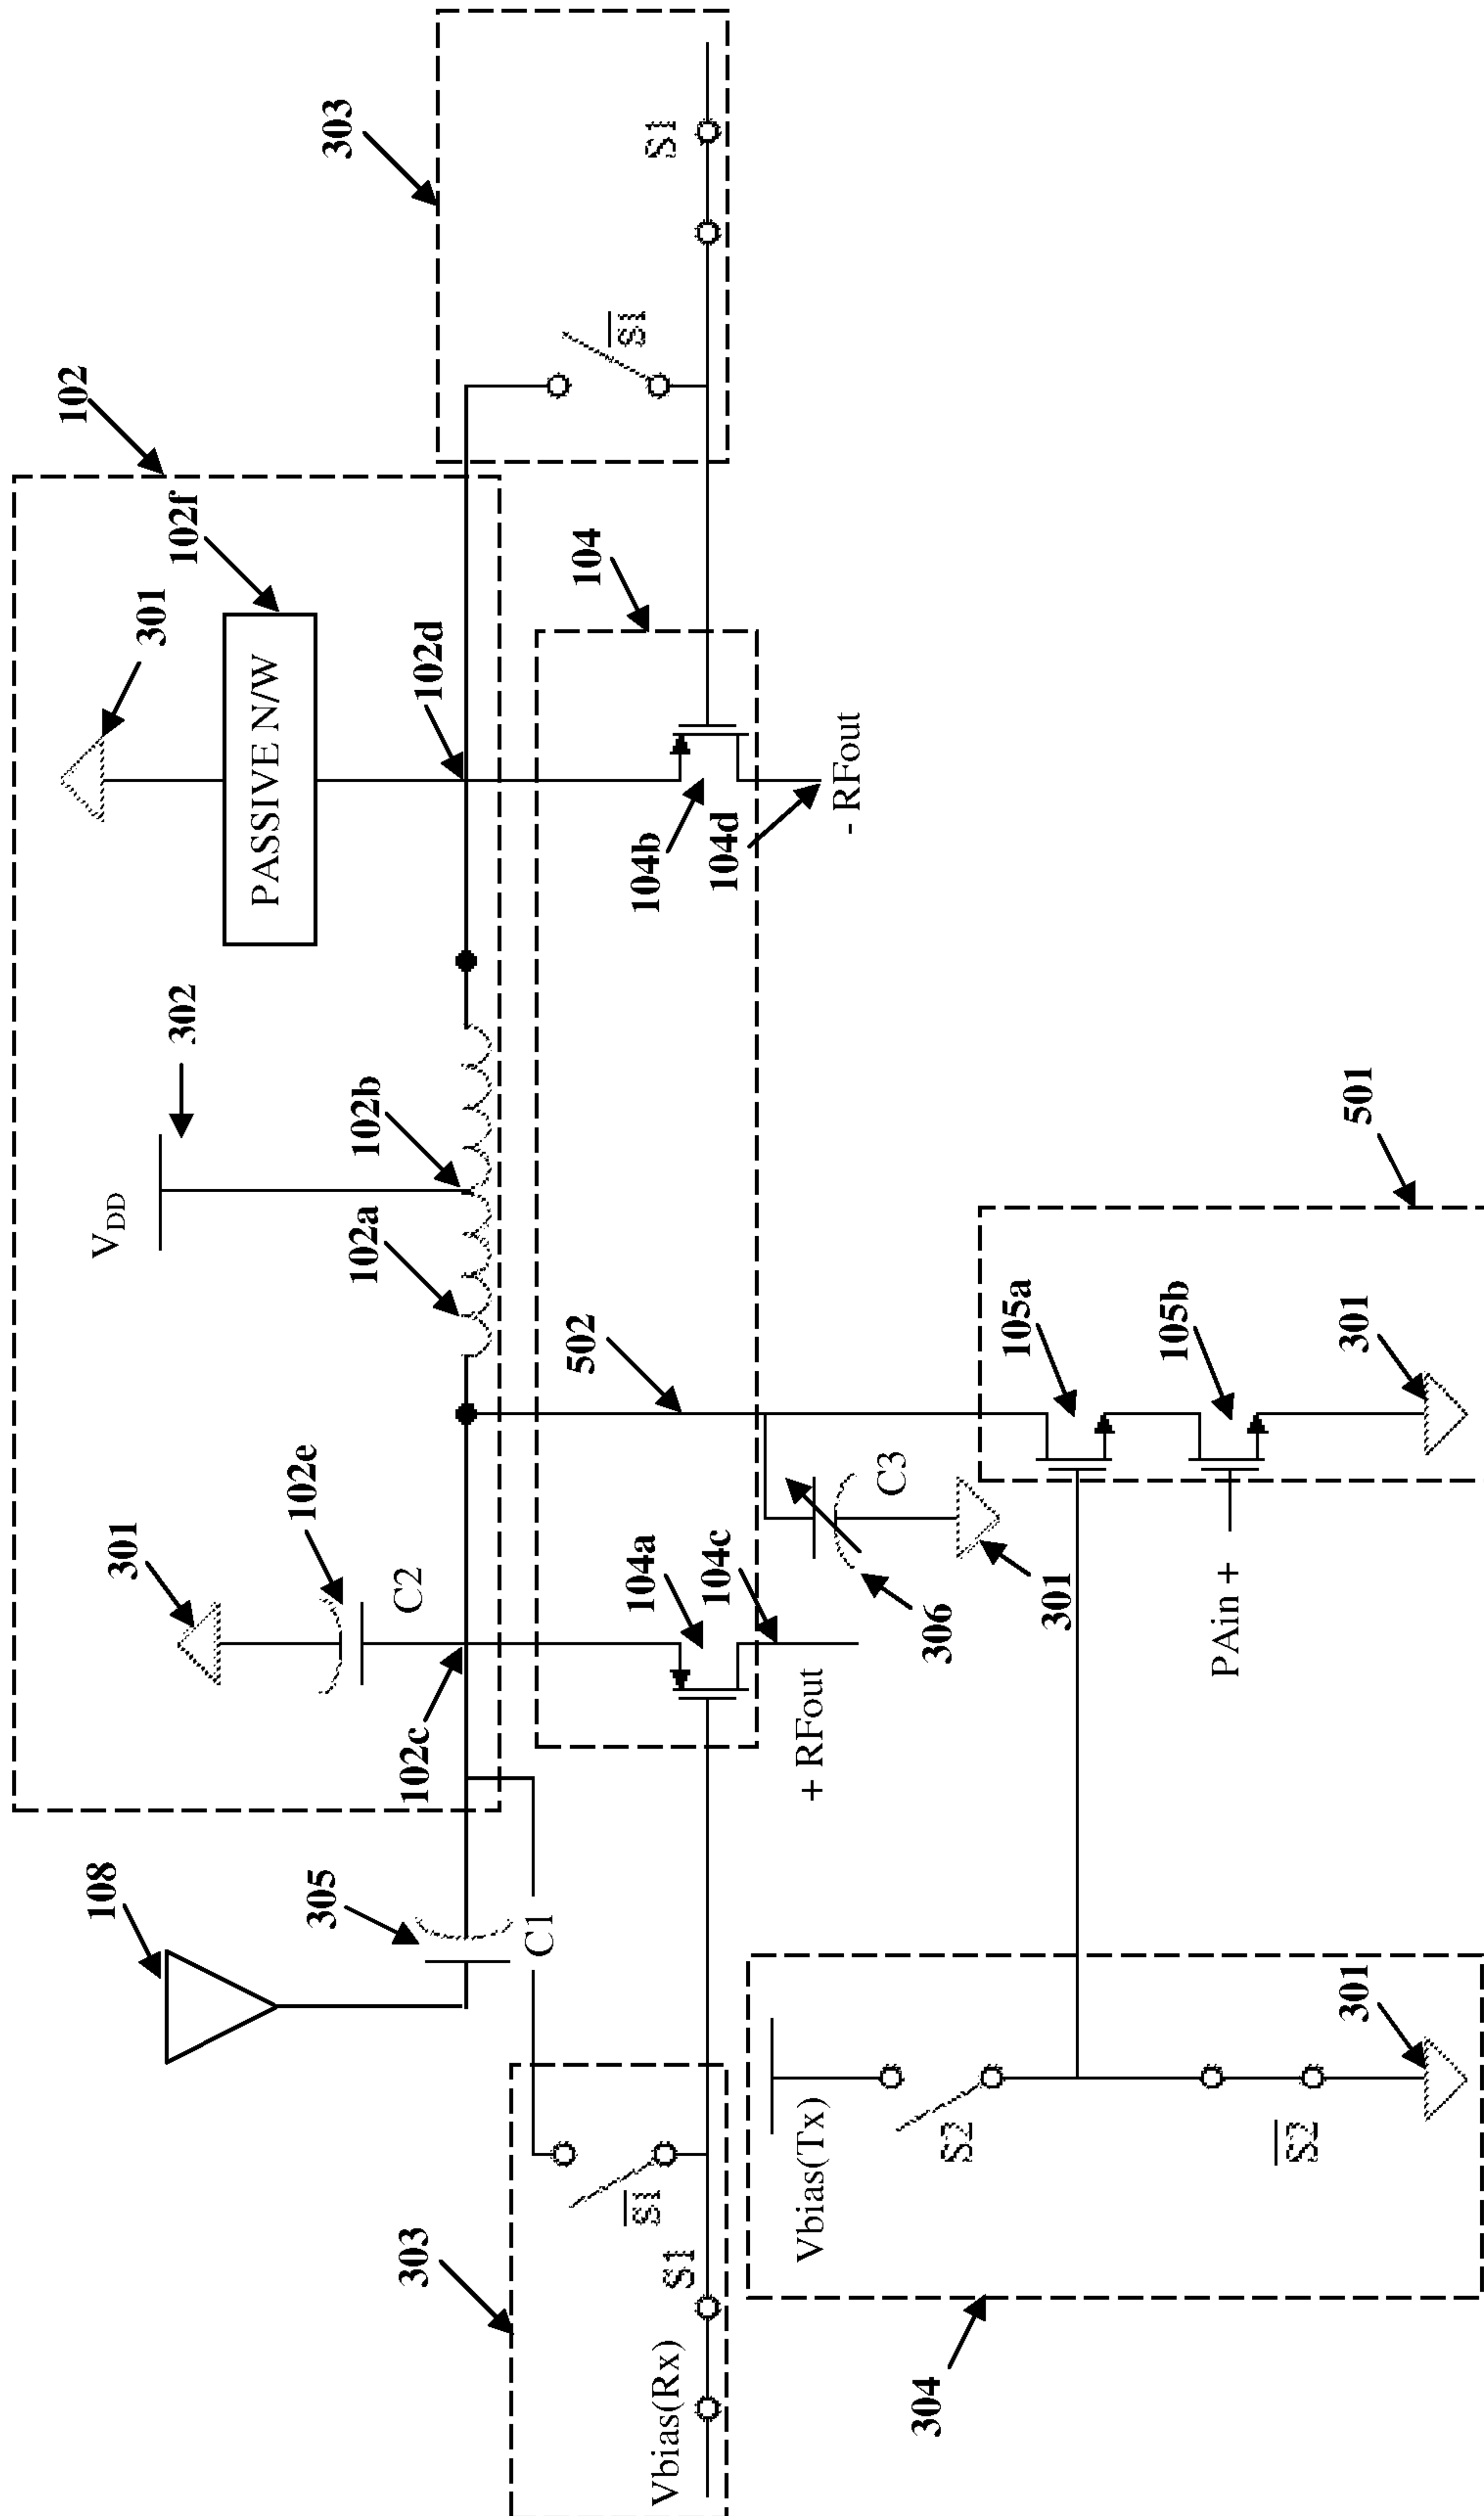 303
102
301
102f
PASSIVE N/W
104
S1
S1
102d
302
VDD
102b
102a
104b
104d
- RFout
501
502
105a
105b
301
301
102e
C2
104a
104c
C3
306
301
PAin +
102c
+ RFout
108
305
C1
301
303
S1
S1
Vbias(Rx)
Vbias(Tx)
S2
S2
304